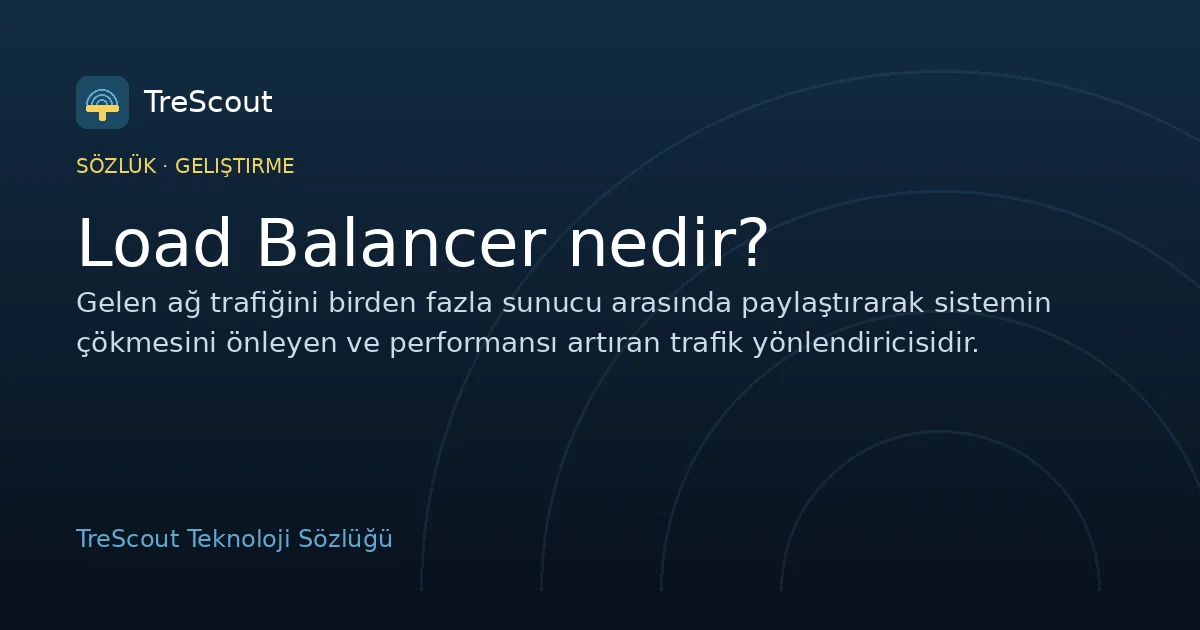 TreScout
SÖZLÜK · GELIŞTIRME
Load Balancer nedir?
Gelen ağ trafiğini birden fazla sunucu arasında paylaştırarak sistemin
çökmesini önleyen ve performansı artıran trafik yönlendiricisidir.
TreScout Teknoloji Sözlüğü